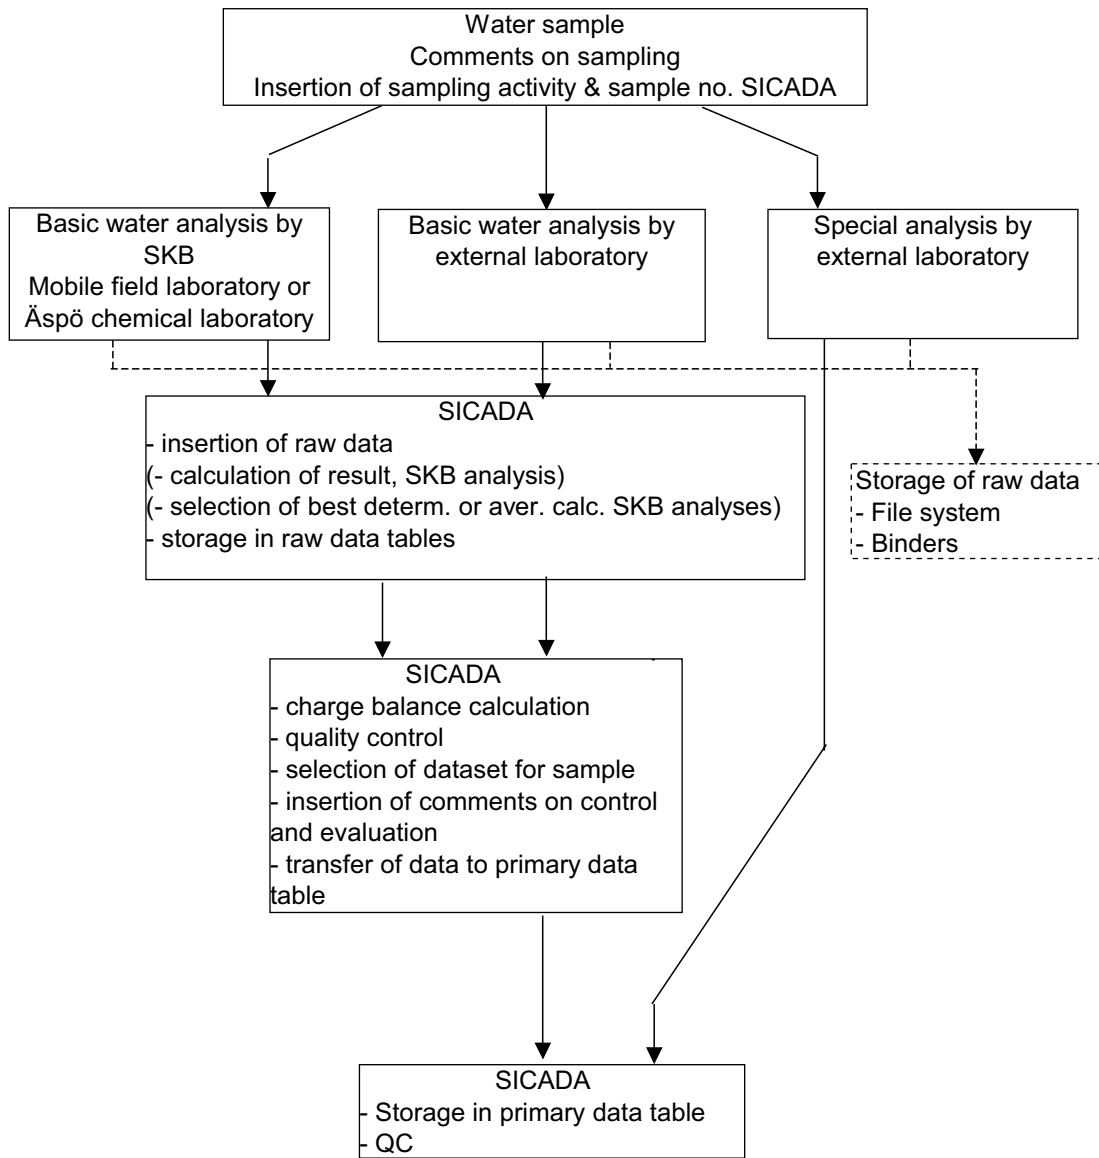 Water sample
Comments on sampling
Insertion of sampling activity & sample no. SICADA
Basic water analysis by
SKB
Mobile field laboratory or
Äspö chemical laboratory
Basic water analysis by
external laboratory
Special analysis by
external laboratory
SICADA
- insertion of raw data
(- calculation of result, SKB analysis)
(- selection of best determ. or aver. calc. SKB analyses)
- storage in raw data tables
Storage of raw data
- File system
- Binders
SICADA
- charge balance calculation
- quality control
- selection of dataset for sample
- insertion of comments on control
and evaluation
- transfer of data to primary data
table
SICADA
- Storage in primary data table
- QC